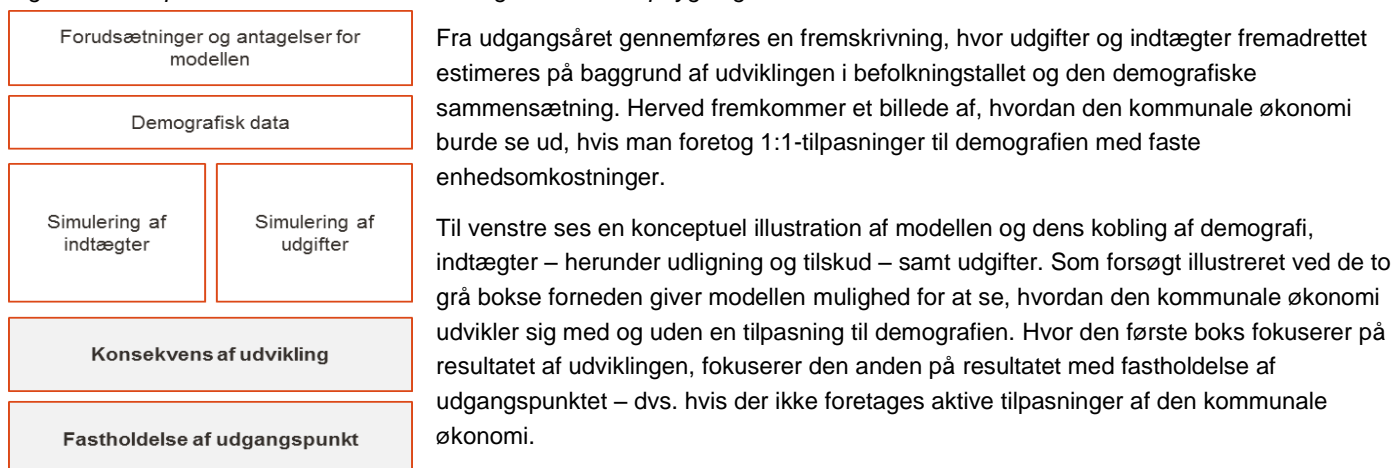 Forudsætninger og antagelser for
modellen
Demografisk data
Simulering af
indtægter
Simulering af
udgifter
Konsekvens af udvikling
Fastholdelse af udgangspunkt
Fra udgangsåret gennemføres en fremskrivning, hvor udgifter og indtægter fremadrettet
estimeres på baggrund af udviklingen i befolkningstallet og den demografiske
sammensætning. Herved fremkommer et billede af, hvordan den kommunale økonomi
burde se ud, hvis man foretog 1:1-tilpasninger til demografien med faste
enhedsomkostninger.
Til venstre ses en konceptuel illustration af modellen og dens kobling af demografi,
indtægter – herunder udligning og tilskud – samt udgifter. Som forsøgt illustreret ved de to
grå bokse forneden giver modellen mulighed for at se, hvordan den kommunale økonomi
udvikler sig med og uden en tilpasning til demografien. Hvor den første boks fokuserer på
resultatet af udviklingen, fokuserer den anden på resultatet med fastholdelse af
udgangspunktet – dvs. hvis der ikke foretages aktive tilpasninger af den kommunale
økonomi.